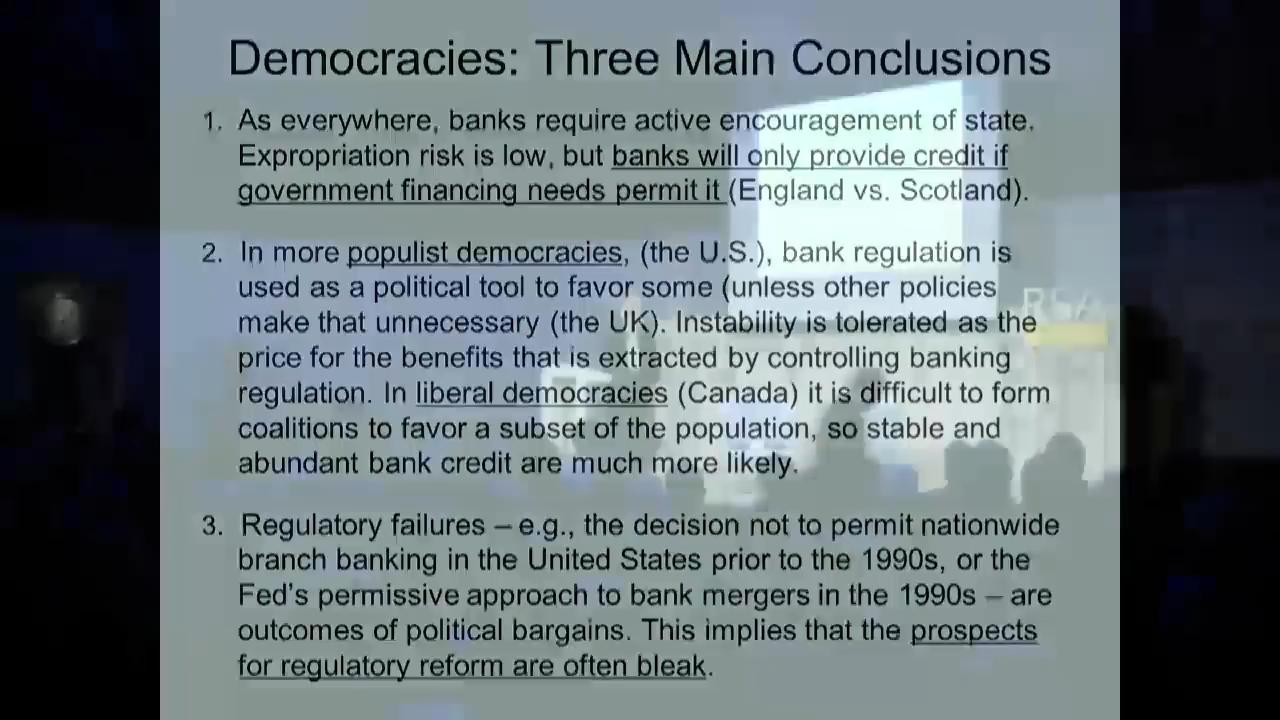 Democracies: Three Main Conclusions
1. As everywhere, banks require active encouragement of state.
Expropriation risk is low, but banks will only provide credit if
government financing needs permit it (England vs. Scotland).
2. In more populist democracies, (the U.S.), bank regulation is
used as a political tool to favor some (unless other policies
make that unnecessary (the UK). Instability is tolerated as the
price for the benefits that is extracted by controlling banking
regulation. In liberal democracies (Canada) it is difficult to form
coalitions to favor a subset of the population, so stable and
abundant bank credit are much more likely.
RSA
3. Regulatory failures – e.g., the decision not to permit nationwide
branch banking in the United States prior to the 1990s, or the
Fed's permissive approach to bank mergers in the 1990s – are
outcomes of political bargains. This implies that the prospects
for regulatory reform are often bleak.